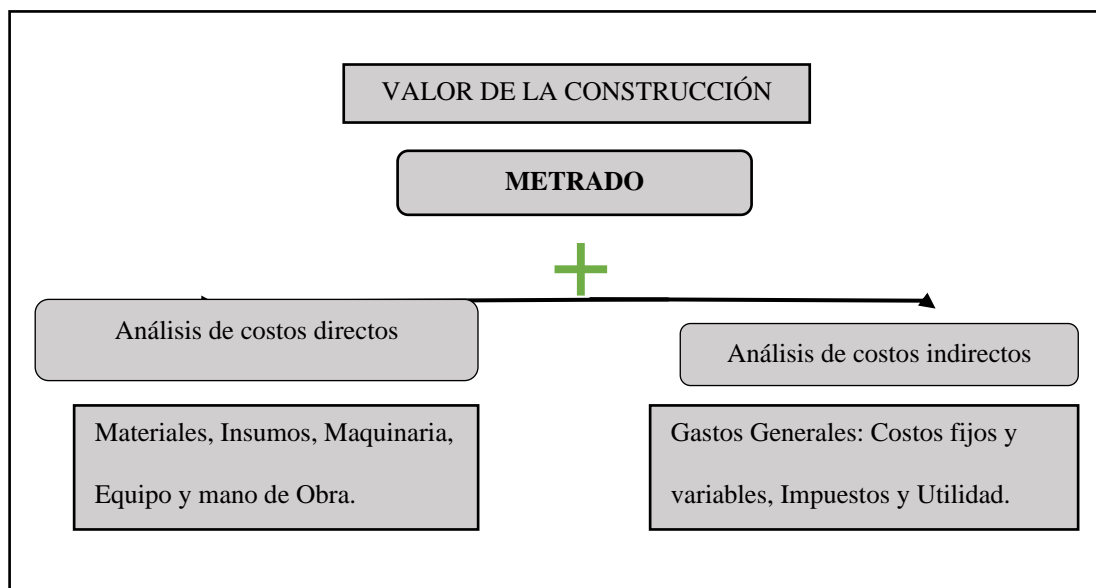 VALOR DE LA CONSTRUCCIÓN
METRADO
Análisis de costos directos
Materiales, Insumos, Maquinaria,
Equipo y mano de Obra.
Análisis de costos indirectos
Gastos Generales: Costos fijos y
variables, Impuestos y Utilidad.